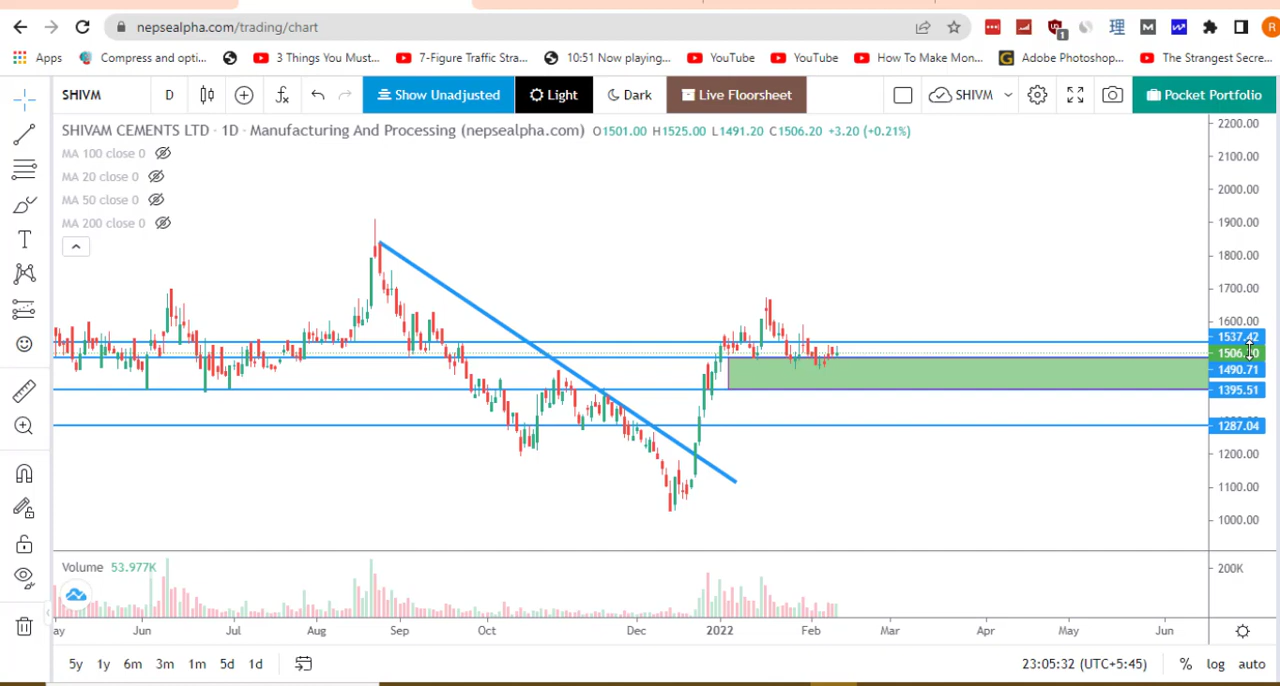 nepsealpha.com/trading/chart
Apps Compress and opti... 3 Things You Must... 7-Figure Traffic Stra... 10:51 Now playing... YouTube YouTube How To Make Mon... Adobe Photoshop... The Strangest Secre...
SHIVM D Show Unadjusted Light Dark Live Floorsheet SHIVM Pocket Portfolio
SHIVAM CEMENTS LTD · 1D · Manufacturing And Processing (nepsealpha.com) O1501.00 H1525.00 L1491.20 C1506.20 +3.20 (+0.21%)
MA 100 close 0
MA 20 close 0
MA 50 close 0
MA 200 close 0
2200.00
2100.00
2000.00
1900.00
1800.00
1700.00
1600.00
1537.42
1490.71
1395.51
1287.04
1200.00
1100.00
1000.00
Volume 53.977K
200K
Jun Jul Aug Sep Oct Dec 2022 Feb Mar Apr May Jun
5y 1y 6m 3m 1m 5d 1d 23:05:32 (UTC+5:45) % log auto